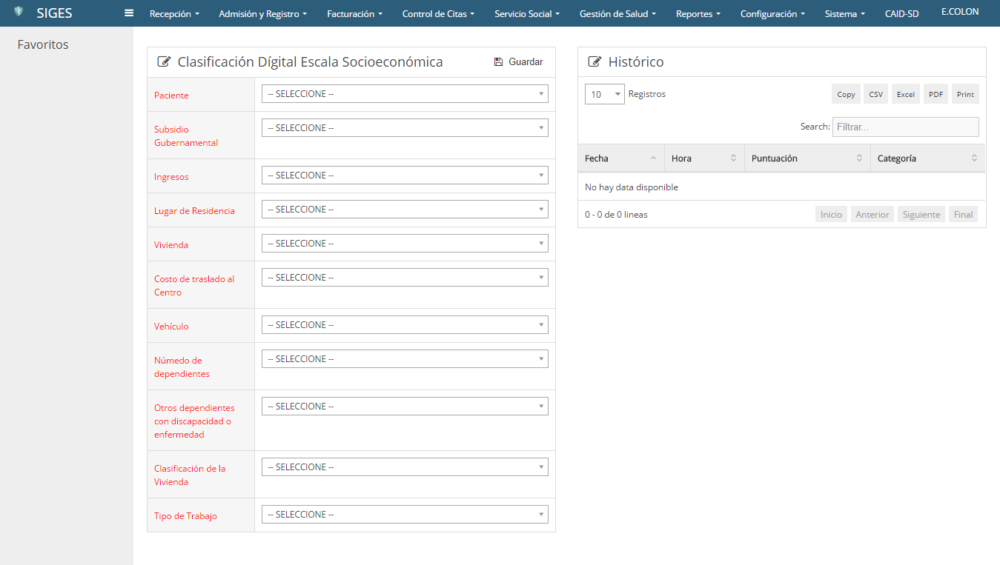 SIGES
Recepción
Admisión y Registro
Facturación
Control de Citas
Servicio Social
Gestión de Salud
Reportes
Configuración
Sistema
CAID-SD
E.COLON
Favoritos
Clasificación Dígital Escala Socioeconómica
Guardar
Paciente
-- SELECCIONE --
Subsidio
Gubernamental
-- SELECCIONE --
Ingresos
-- SELECCIONE --
Lugar de Residencia
-- SELECCIONE --
Vivienda
-- SELECCIONE --
Costo de traslado al
Centro
-- SELECCIONE --
Vehículo
-- SELECCIONE --
Númedo de
dependientes
-- SELECCIONE --
Otros dependientes
con discapacidad o
enfermedad
-- SELECCIONE --
Clasificación de la
Vivienda
-- SELECCIONE --
Tipo de Trabajo
-- SELECCIONE --
Histórico
10 Registros
Copy CSV Excel PDF Print
Search: Filtrar...
Fecha Hora Puntuación Categoría
No hay data disponible
0 - 0 de 0 lineas
Inicio Anterior Siguiente Final